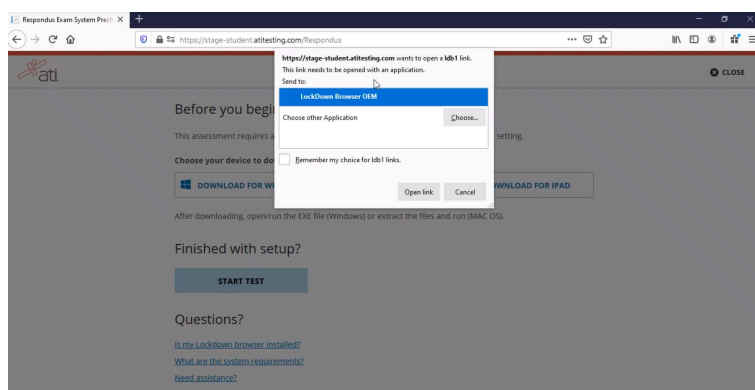 Respondus Exam System Prech
https://stage-student.atitesting.com/Respondus
ati
CLOSE
https://stage-student.atitesting.com wants to open a ldb1 link.
This link needs to be opened with an application.
Send to:
LockDown Browser OEM
Choose other Application
Choose...
Remember my choice for ldb1 links.
Open link Cancel
Before you begi
This assessment requires a setting.
Choose your device to do
DOWNLOAD FOR WI WNLOAD FOR IPAD
After downloading, open/run the EXE file (Windows) or extract the files and run (MAC OS).
Finished with setup?
START TEST
Questions?
Is my Lockdown browser installed?
What are the system requirements?
Need assistance?